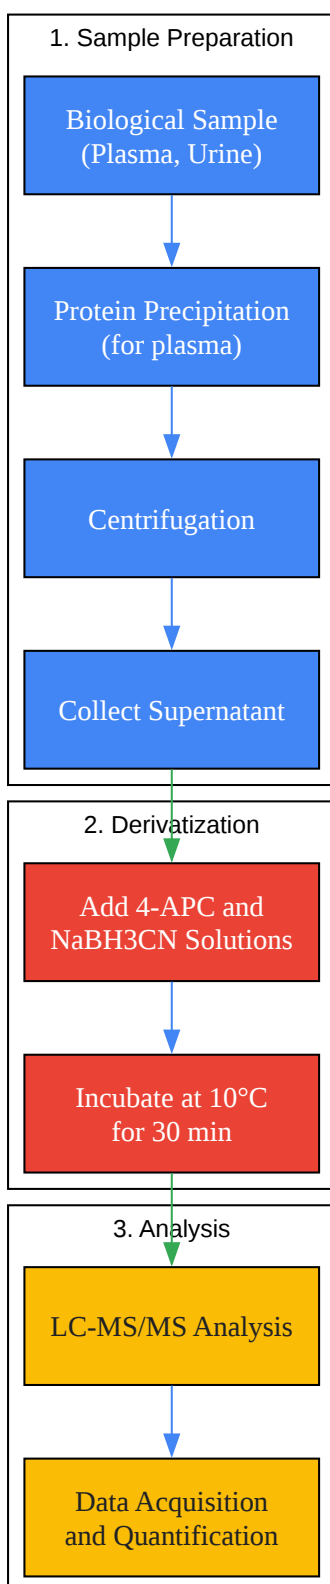 1. Sample Preparation
Biological Sample
(Plasma, Urine)
Protein Precipitation
(for plasma)
Centrifugation
Collect Supernatant
2. Derivatization
Add 4-APC and
NaBH3CN Solutions
Incubate at 10°C
for 30 min
3. Analysis
LC-MS/MS Analysis
Data Acquisition
and Quantification